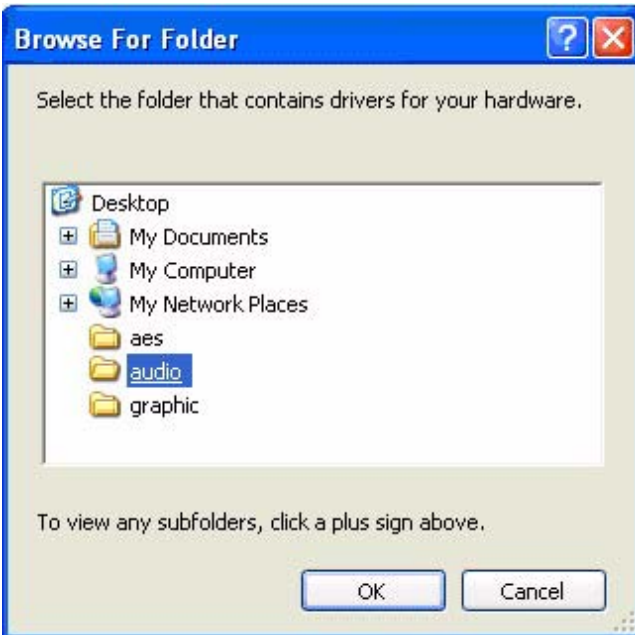 Browse For Folder
Select the folder that contains drivers for your hardware.
Desktop
My Documents
My Computer
My Network Places
aes
audio
graphic
To view any subfolders, click a plus sign above.
OK Cancel